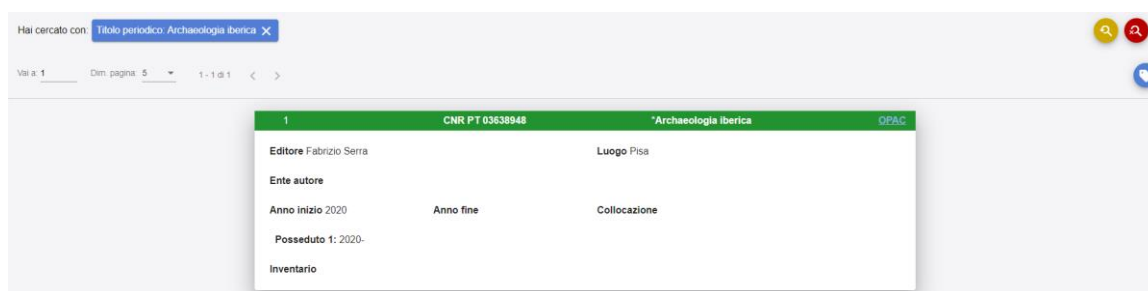 Hai cercato con: Titolo periodico: Archaeologia iberica ✕
Vai a: 1 Dim. pagina: 5 1 - 1 di 1 < >
1 CNR PT 03638948 *Archaeologia iberica OPAC
Editore Fabrizio Serra Luogo Pisa
Ente autore
Anno inizio 2020 Anno fine Collocazione
Posseduto 1: 2020-
Inventario